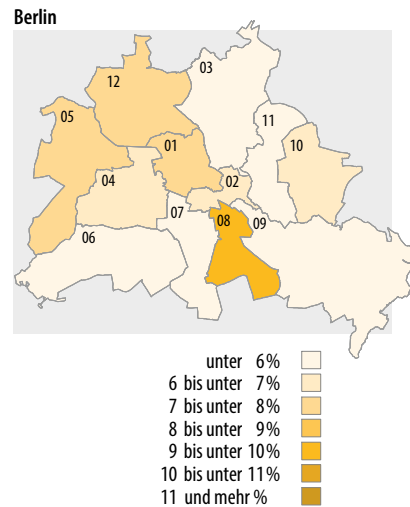 Berlin
03
12
05
11
01
10
04
02
07
08
09
06
unter 6%
6 bis unter 7%
7 bis unter 8%
8 bis unter 9%
9 bis unter 10%
10 bis unter 11%
11 und mehr %